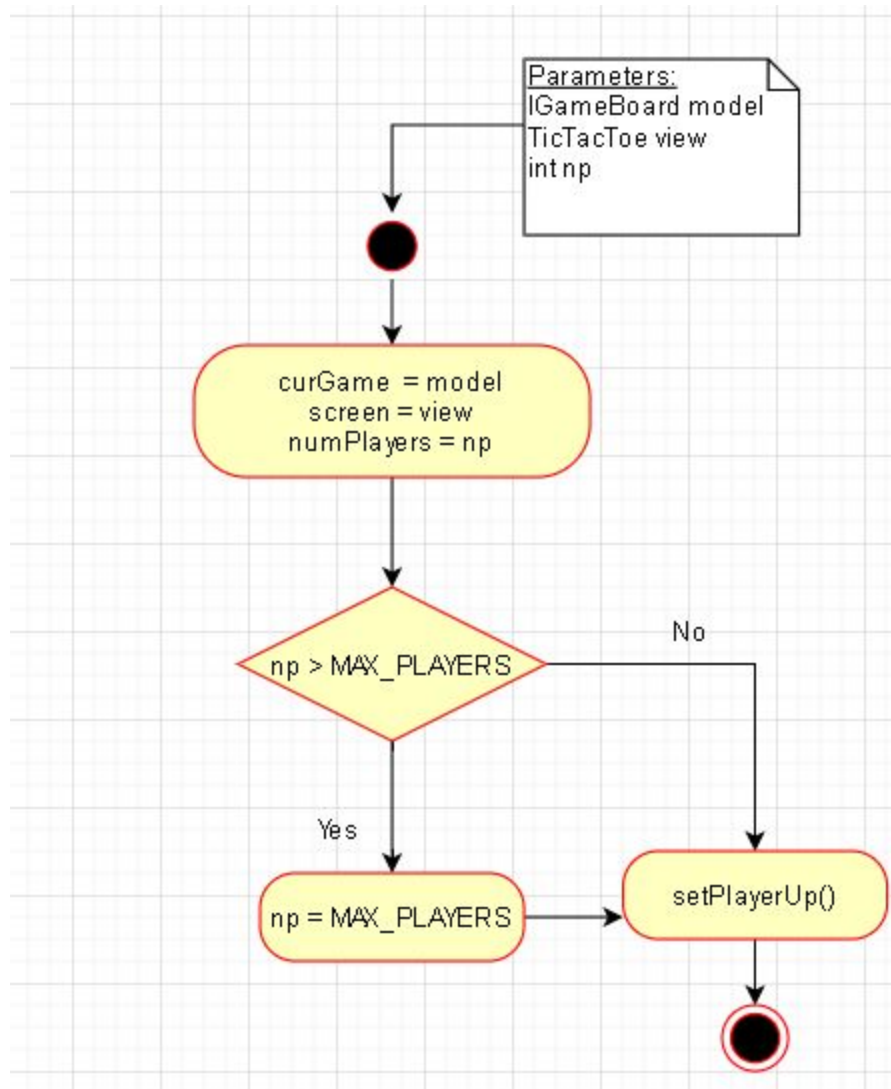 Parameters:
IGameBoard model
TicTacToe view
int np
curGame = model
screen = view
numPlayers = np
np > MAX_PLAYERS
No
Yes
np = MAX_PLAYERS
setPlayerUp()